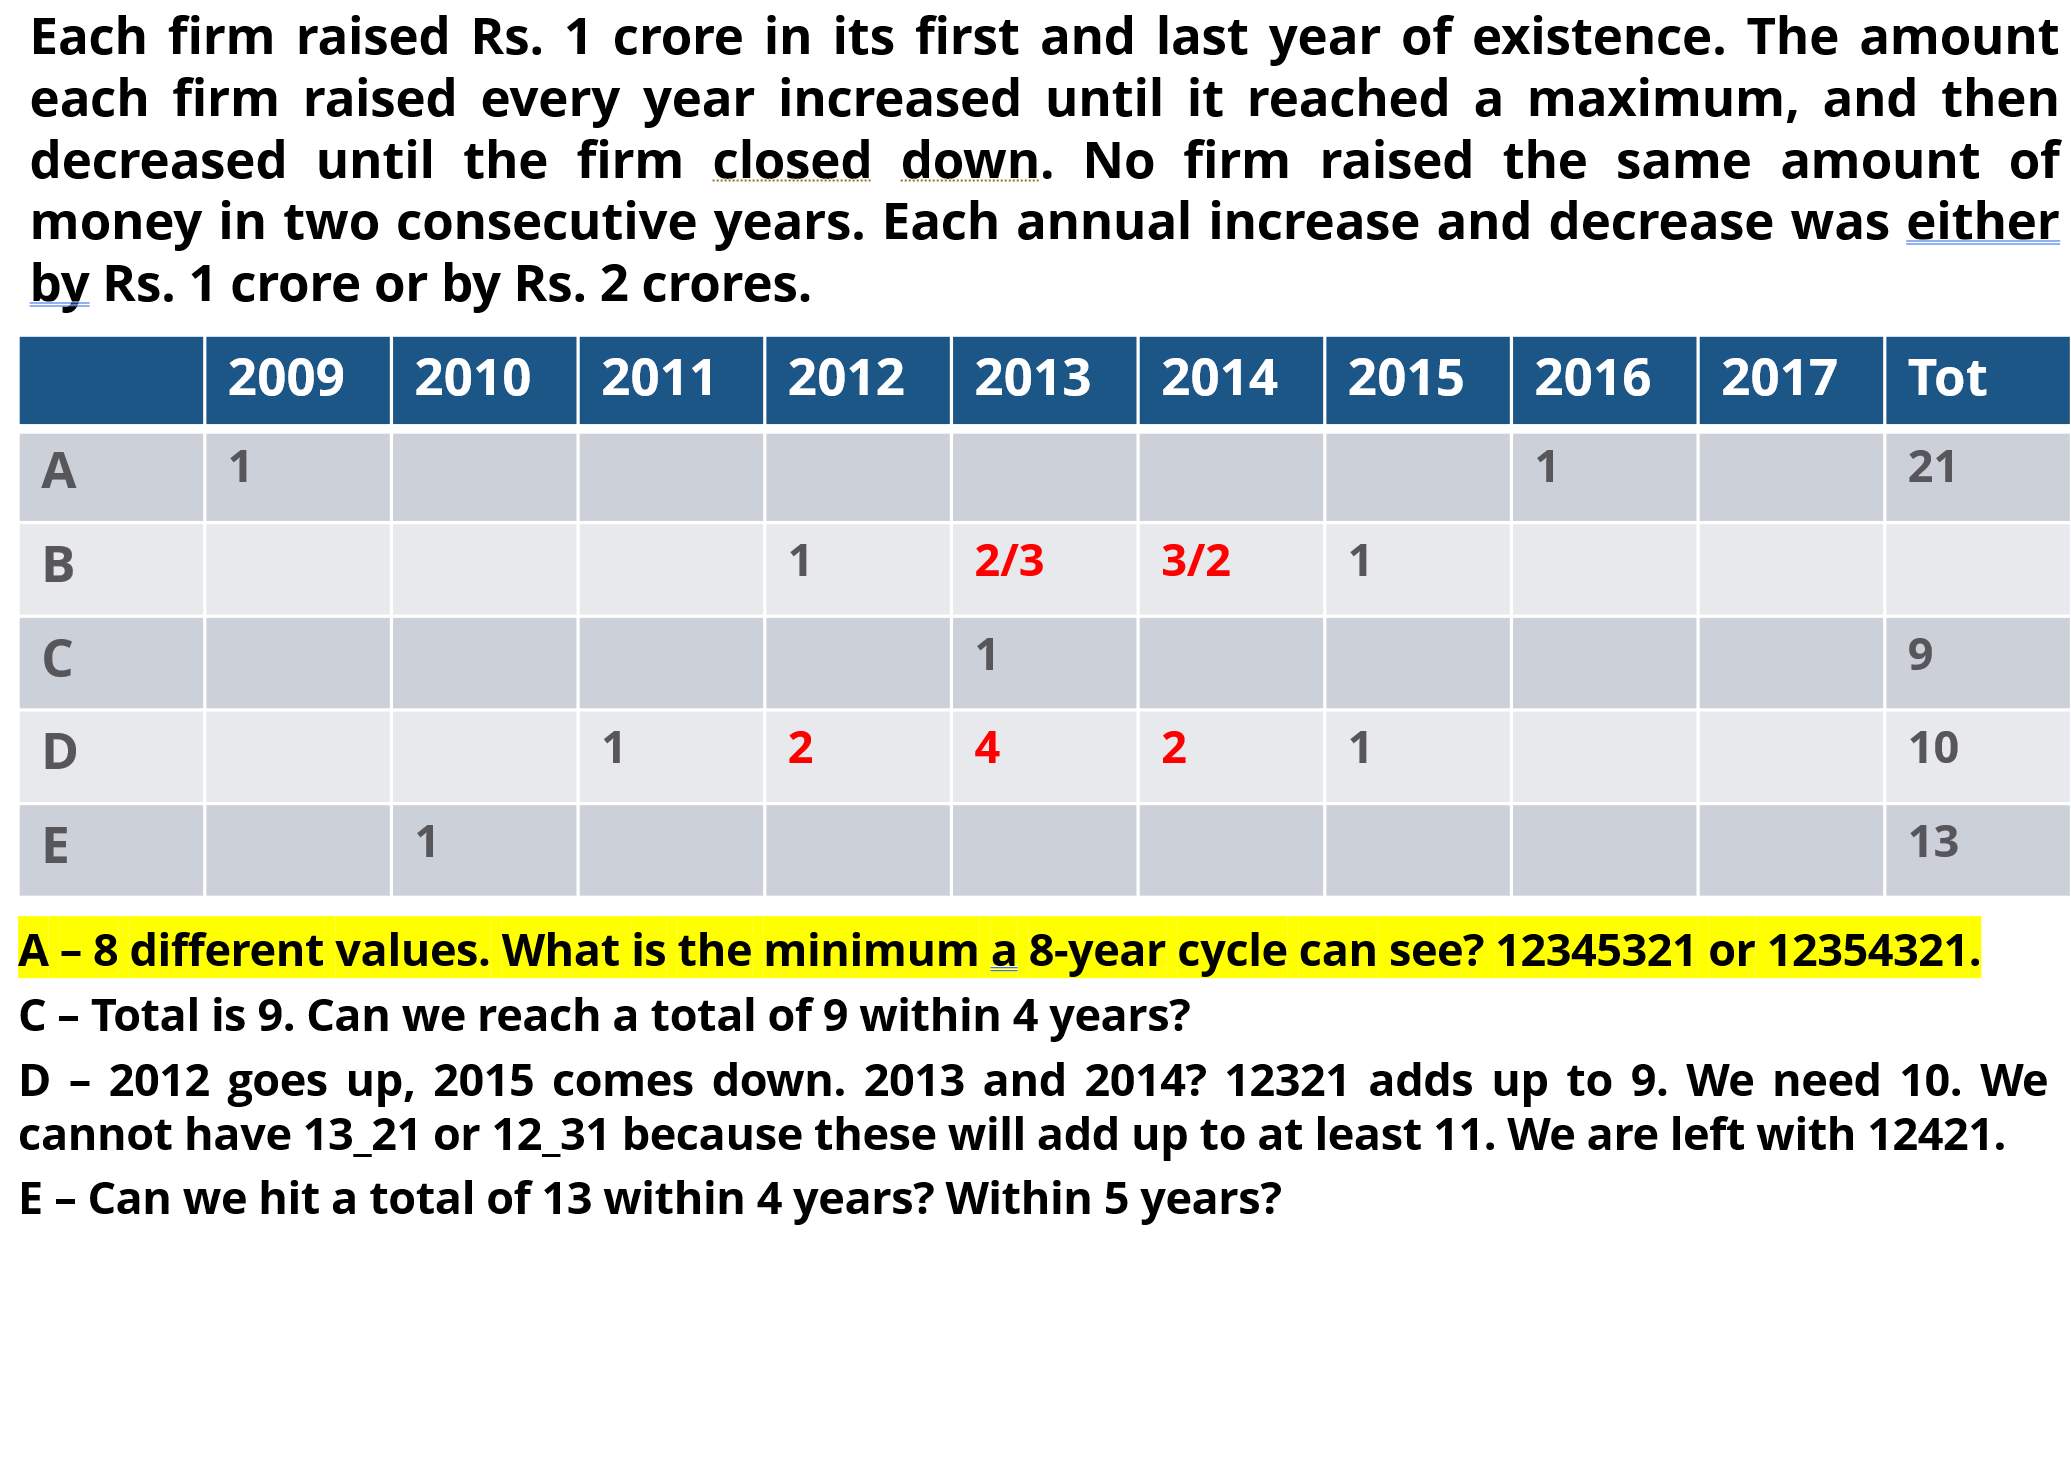 Each firm raised Rs. 1 crore in its first and last year of existence. The amount
each firm raised every year increased until it reached a maximum, and then
decreased until the firm closed down. No firm raised the same amount of
money in two consecutive years. Each annual increase and decrease was either
by Rs. 1 crore or by Rs. 2 crores.
2009 2010 2011 2012 2013 2014 2015 2016 2017 Tot
A 1 1 21
B 1 2/3 3/2 1
C 1 9
D 1 2 4 2 1 10
E 1 13
A – 8 different values. What is the minimum a 8-year cycle can see? 12345321 or 12354321.
C – Total is 9. Can we reach a total of 9 within 4 years?
D – 2012 goes up, 2015 comes down. 2013 and 2014? 12321 adds up to 9. We need 10. We
cannot have 13_21 or 12_31 because these will add up to at least 11. We are left with 12421.
E – Can we hit a total of 13 within 4 years? Within 5 years?